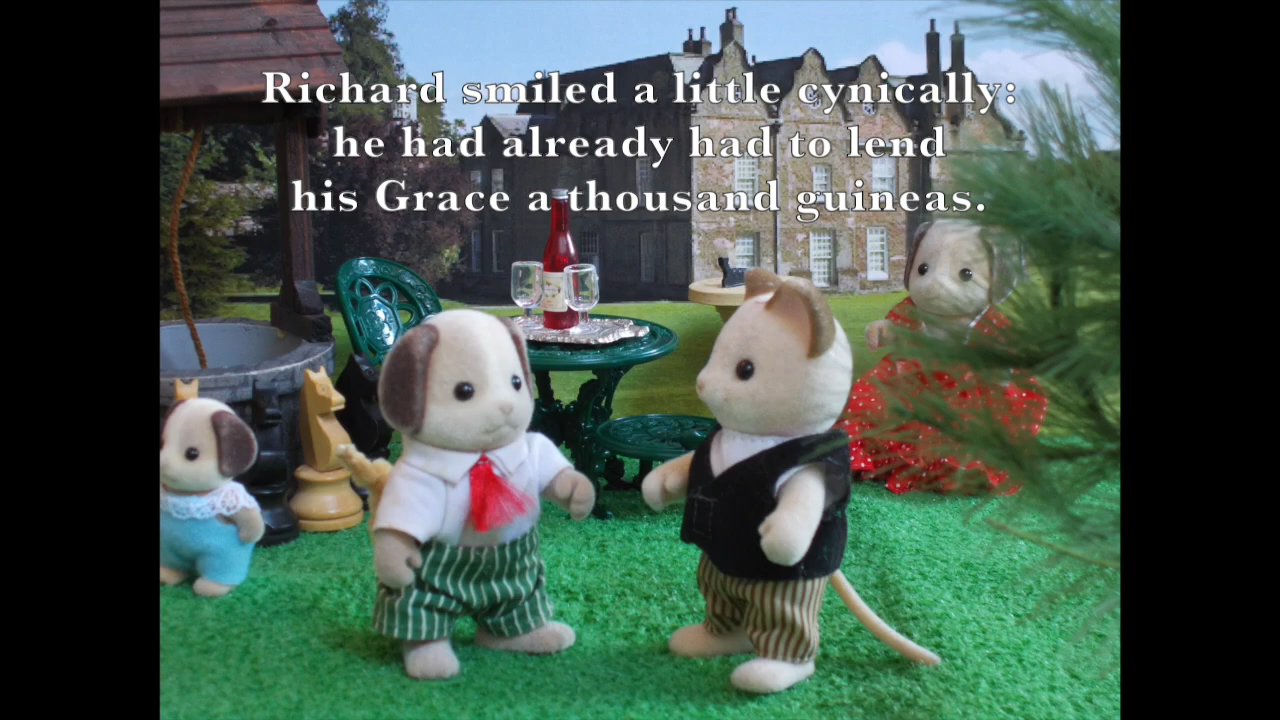 Richard smiled a little cynically:
he had already had to lend
his Grace a thousand guineas.